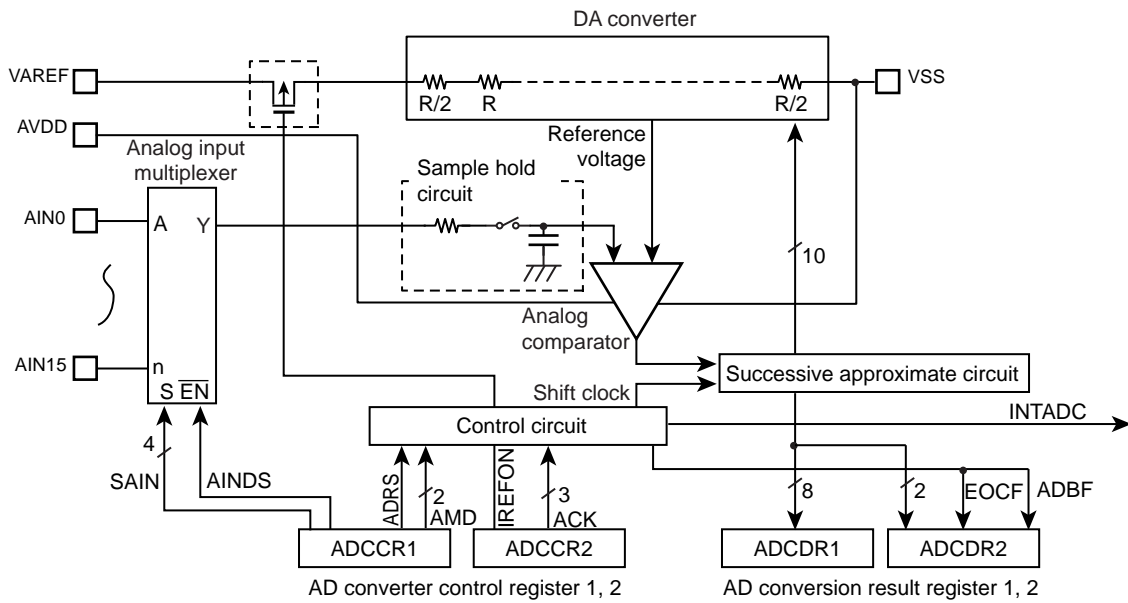 DA converter
VAREF
VSS
R/2
R
R/2
AVDD
Analog input
multiplexer
Reference
voltage
Sample hold
circuit
AIN0
A
Y
10
Analog
comparator
AIN15
n
S
EN
Successive approximate circuit
Shift clock
INTADC
Control circuit
4
SAIN
AINDS
ADRS
2
AMD
IREFON
3
ACK
8
2
EOCF
ADBF
ADCCR1
ADCCR2
ADCDR1
ADCDR2
AD converter control register 1, 2
AD conversion result register 1, 2